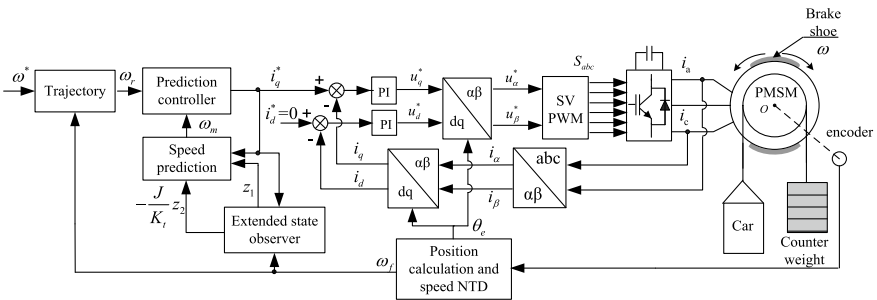 Brake
shoe
ω
ω*
Trajectory
ω_r
Prediction
controller
i_q*
+
-
PI
u_q*
αβ
dq
u_α*
S_abc
SV
PWM
i_a
PMSM
O
i_d*=0
+
-
PI
u_d*
u_β*
i_c
encoder
ω_m
Speed
prediction
i_q
i_d
αβ
dq
i_α
i_β
abc
αβ
z_1
-J/K_t z_2
Extended state
observer
θ_e
Car
Counter
weight
ω_f
Position
calculation and
speed NTD